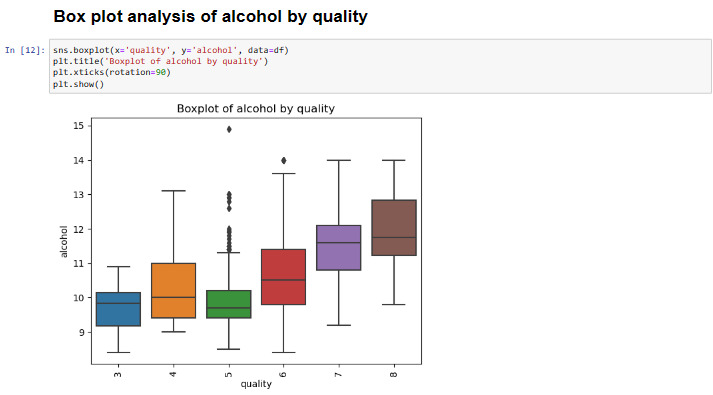 Box plot analysis of alcohol by quality
In [12]: sns.boxplot(x='quality', y='alcohol', data=df)
plt.title('Boxplot of alcohol by quality')
plt.xticks(rotation=90)
plt.show()
Boxplot of alcohol by quality
15
14
13
12
11
10
9
alcohol
3 4 5 6 7 8
quality